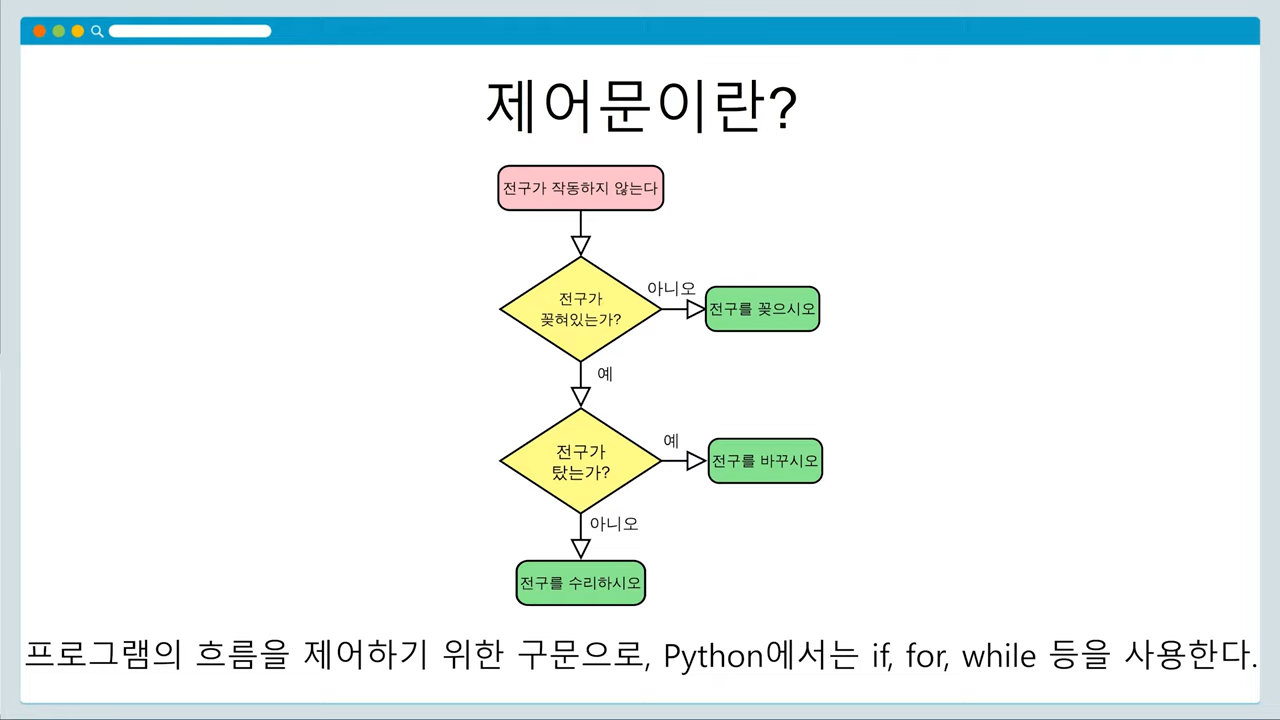 제어문이란?
전구가 작동하지 않는다
전구가
꽂혀있는가?
아니오
전구를 꽂으시오
예
전구가
탔는가?
예
전구를 바꾸시오
아니오
전구를 수리하시오
프로그램의 흐름을 제어하기 위한 구문으로, Python에서는 if, for, while 등을 사용한다.